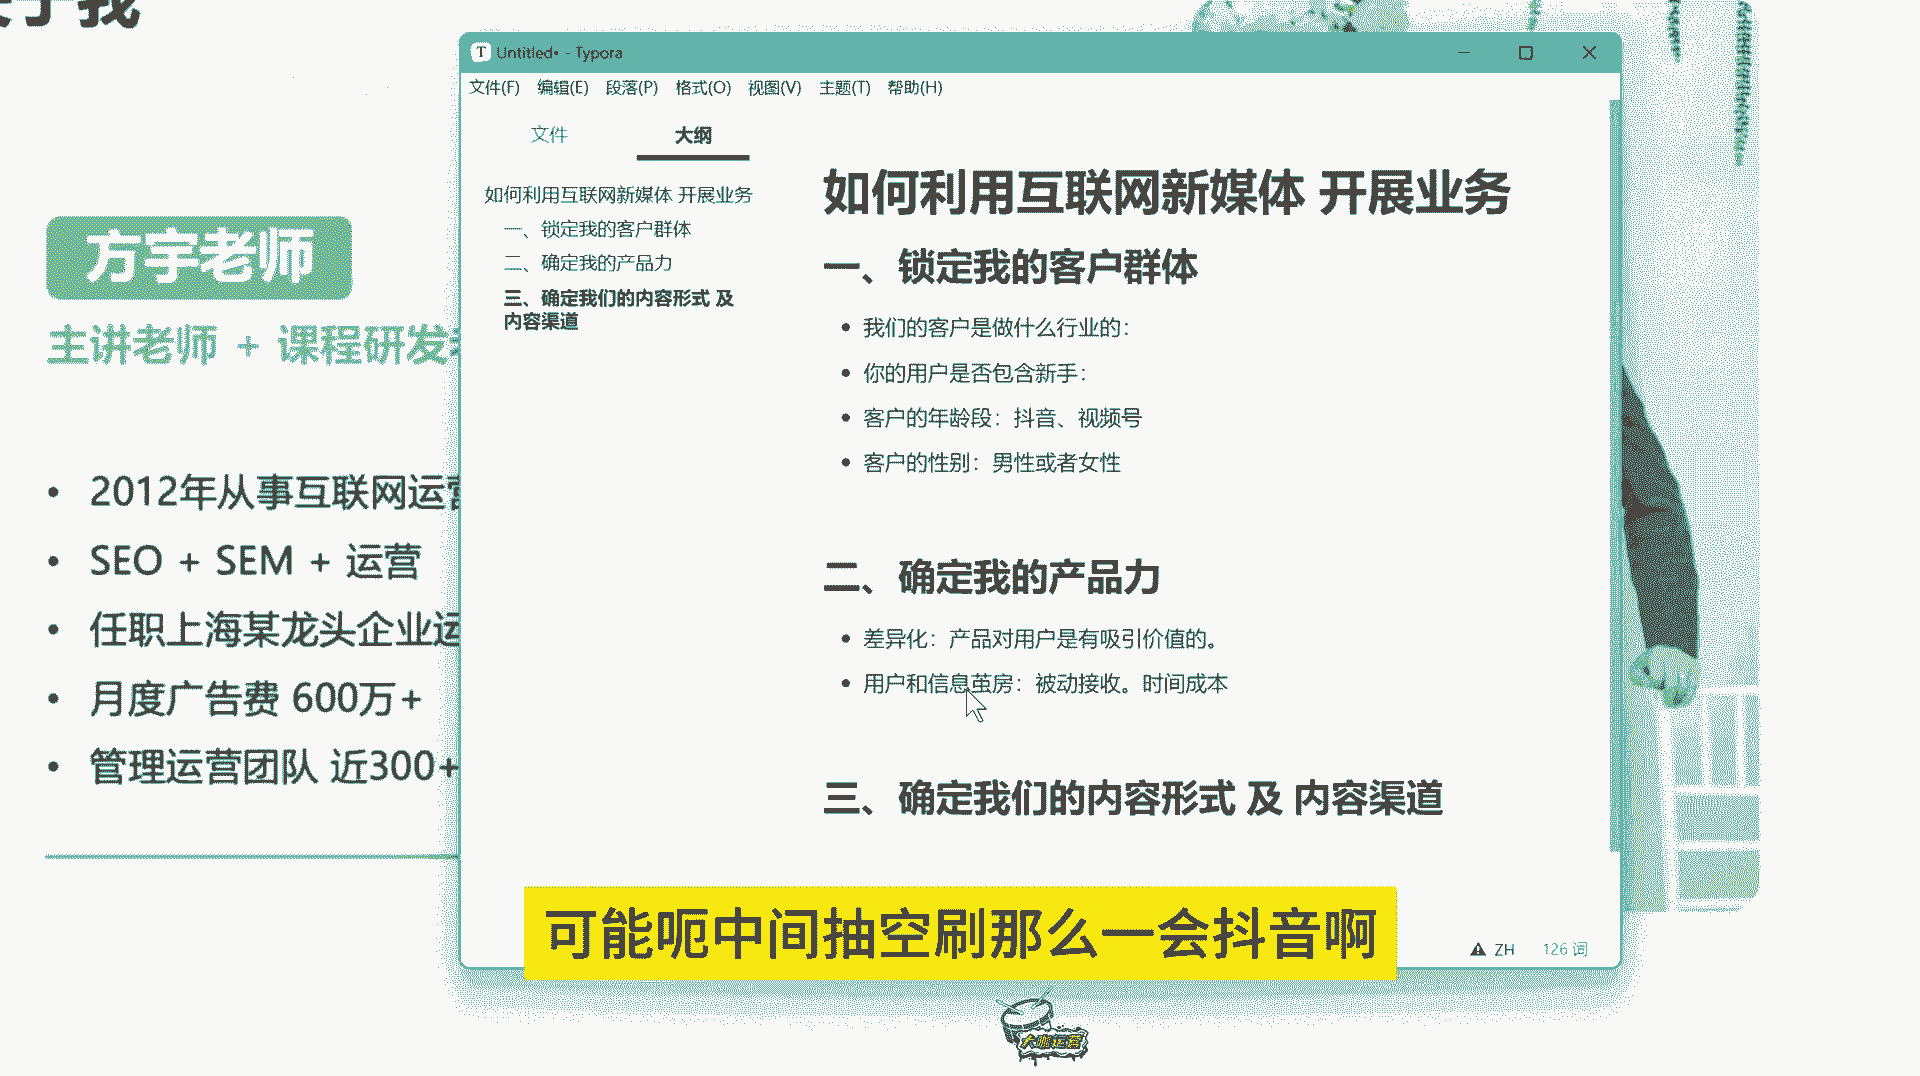 于我
方宇老师
主讲老师 + 课程研发
2012年从事互联网运营
SEO + SEM + 运营
任职上海某龙头企业运
月度广告费 600万+
管理运营团队 近300+
Untitled• - Typora
文件(F) 编辑(E) 段落(P) 格式(O) 视图(V) 主题(T) 帮助(H)
文件 大纲
如何利用互联网新媒体 开展业务
一、锁定我的客户群体
二、确定我的产品力
三、确定我们的内容形式 及
内容渠道
如何利用互联网新媒体 开展业务
一、锁定我的客户群体
我们的客户是做什么行业的：
你的用户是否包含新手：
客户的年龄段：抖音、视频号
客户的性别：男性或者女性
二、确定我的产品力
差异化：产品对用户是有吸引价值的。
用户和信息茧房：被动接收。时间成本
三、确定我们的内容形式 及 内容渠道
ZH 126 词
可能呃中间抽空刷那么一会抖音啊